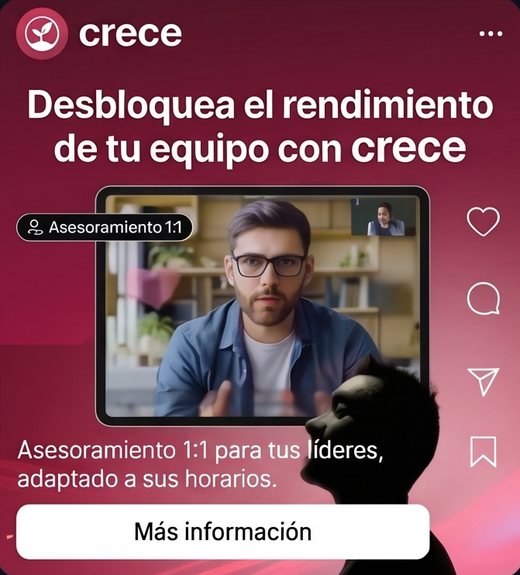 crece
Desbloquea el rendimiento
de tu equipo con crece
Asesoramiento 1:1
Asesoramiento 1:1 para tus líderes,
adaptado a sus horarios.
Más información